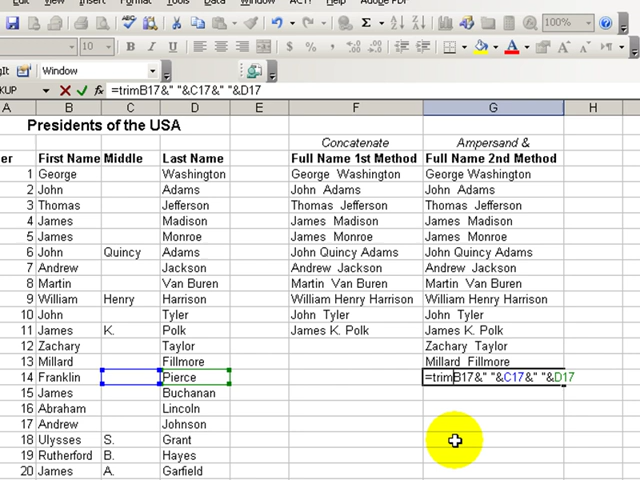 View Insert Format Tools Data Window ACT! Help Adobe PDF
Σ 100%
10 B I U $ % ,
gIt Window
KUP =trimB17&" "&C17&" "&D17
A B C D E F G H
Presidents of the USA
Concatenate Ampersand &
er First Name Middle Last Name Full Name 1st Method Full Name 2nd Method
1 George Washington George  Washington George Washington
2 John Adams John  Adams John  Adams
3 Thomas Jefferson Thomas  Jefferson Thomas  Jefferson
4 James Madison James  Madison James  Madison
5 James Monroe James  Monroe James  Monroe
6 John Quincy Adams John Quincy Adams John Quincy Adams
7 Andrew Jackson Andrew  Jackson Andrew  Jackson
8 Martin Van Buren Martin  Van Buren Martin  Van Buren
9 William Henry Harrison William Henry Harrison William Henry Harrison
10 John Tyler John  Tyler John  Tyler
11 James K. Polk James K. Polk James K. Polk
12 Zachary Taylor Zachary  Taylor
13 Millard Fillmore Millard  Fillmore
14 Franklin Pierce =trimB17&" "&C17&" "&D17
15 James Buchanan
16 Abraham Lincoln
17 Andrew Johnson
18 Ulysses S. Grant
19 Rutherford B. Hayes
20 James A. Garfield